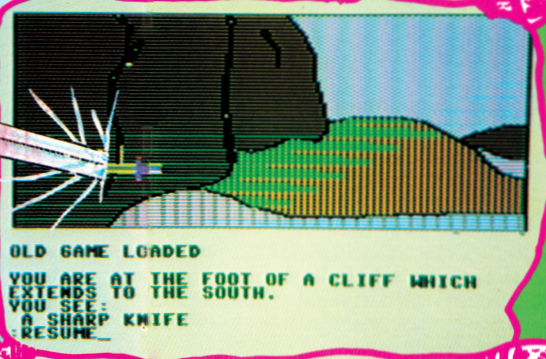 OLD GAME LOADED
YOU ARE AT THE FOOT OF A CLIFF WHICH
EXTENDS TO THE SOUTH.
YOU SEE:
A SHARP KNIFE
:RESUME_